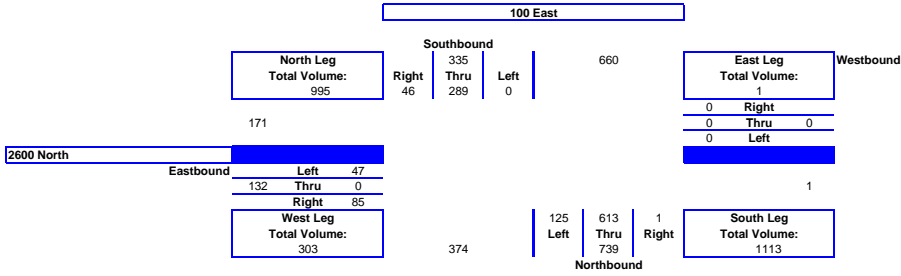 100 East
Southbound
North Leg 335 660 East Leg Westbound
Total Volume: Right Thru Left Total Volume:
995 46 289 0 1
0 Right
171 0 Thru 0
0 Left
2600 North
Eastbound Left 47
132 Thru 0 1
Right 85
West Leg 125 613 1 South Leg
Total Volume: Left Thru Right Total Volume:
303 374 739 1113
Northbound